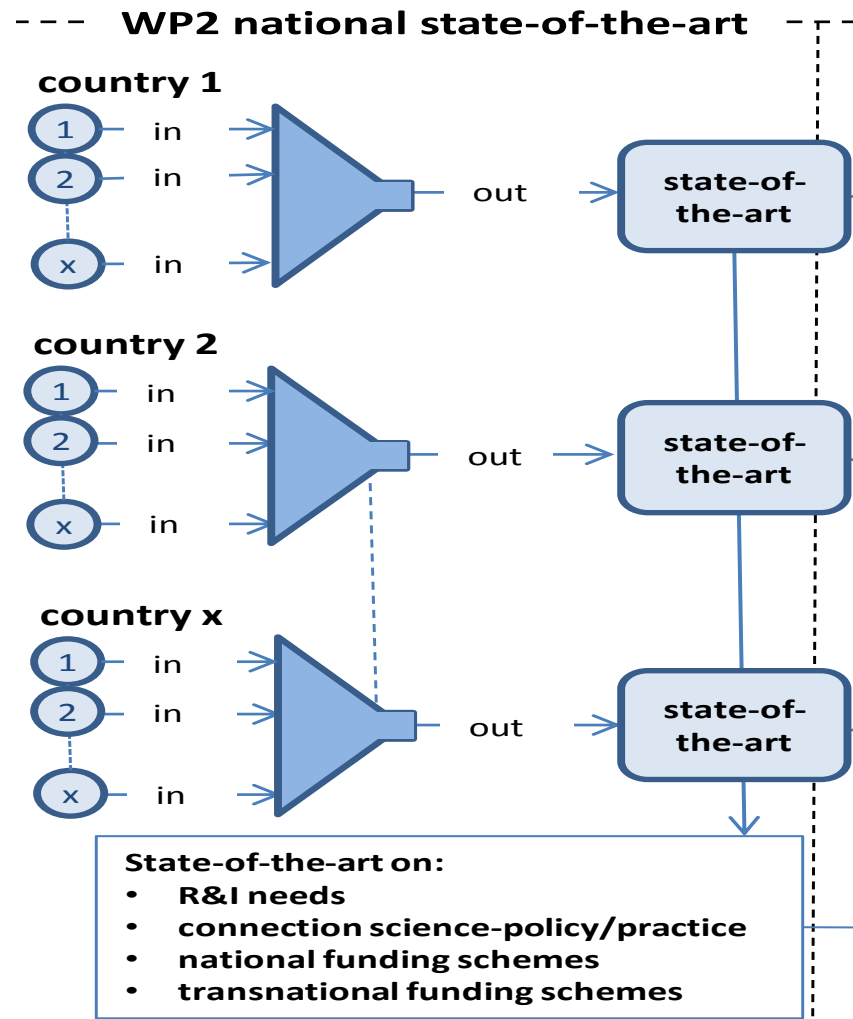 WP2 national state-of-the-art
country 1
1 in
2 in
x in
out
state-of-
the-art
country 2
1 in
2 in
x in
out
state-of-
the-art
country x
1 in
2 in
x in
out
state-of-
the-art
State-of-the-art on:
• R&I needs
• connection science-policy/practice
• national funding schemes
• transnational funding schemes